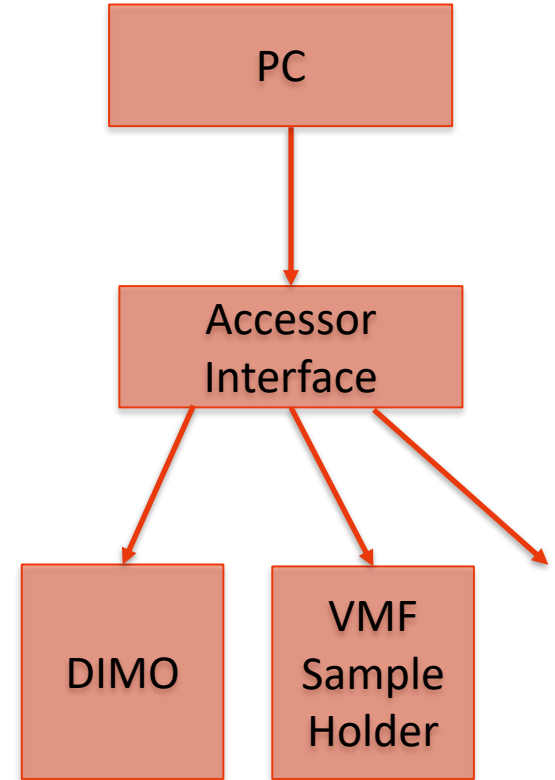 PC
Accessor
Interface
DIMO
VMF
Sample
Holder